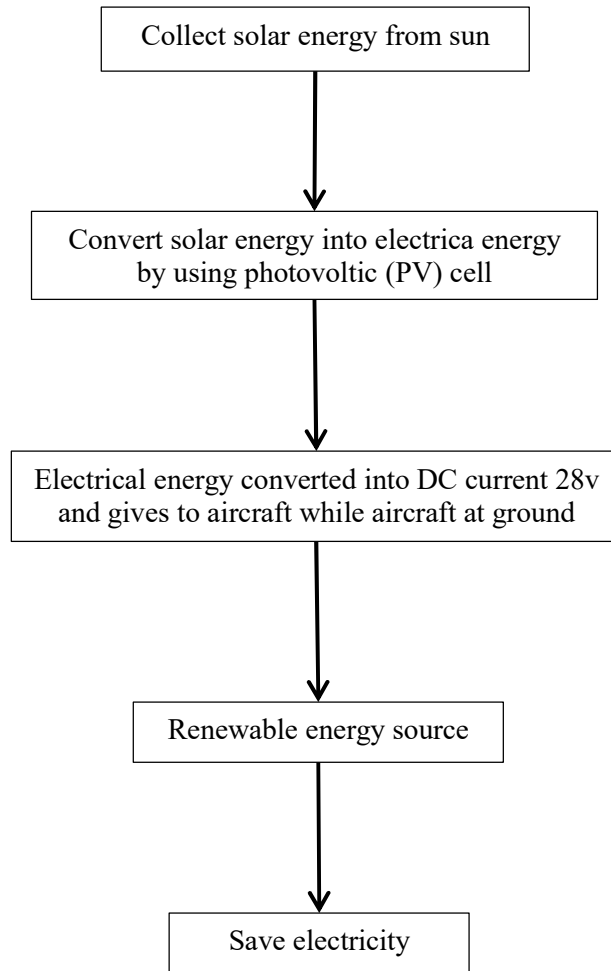 Collect solar energy from sun
Convert solar energy into electrica energy
by using photovoltic (PV) cell
Electrical energy converted into DC current 28v
and gives to aircraft while aircraft at ground
Renewable energy source
Save electricity